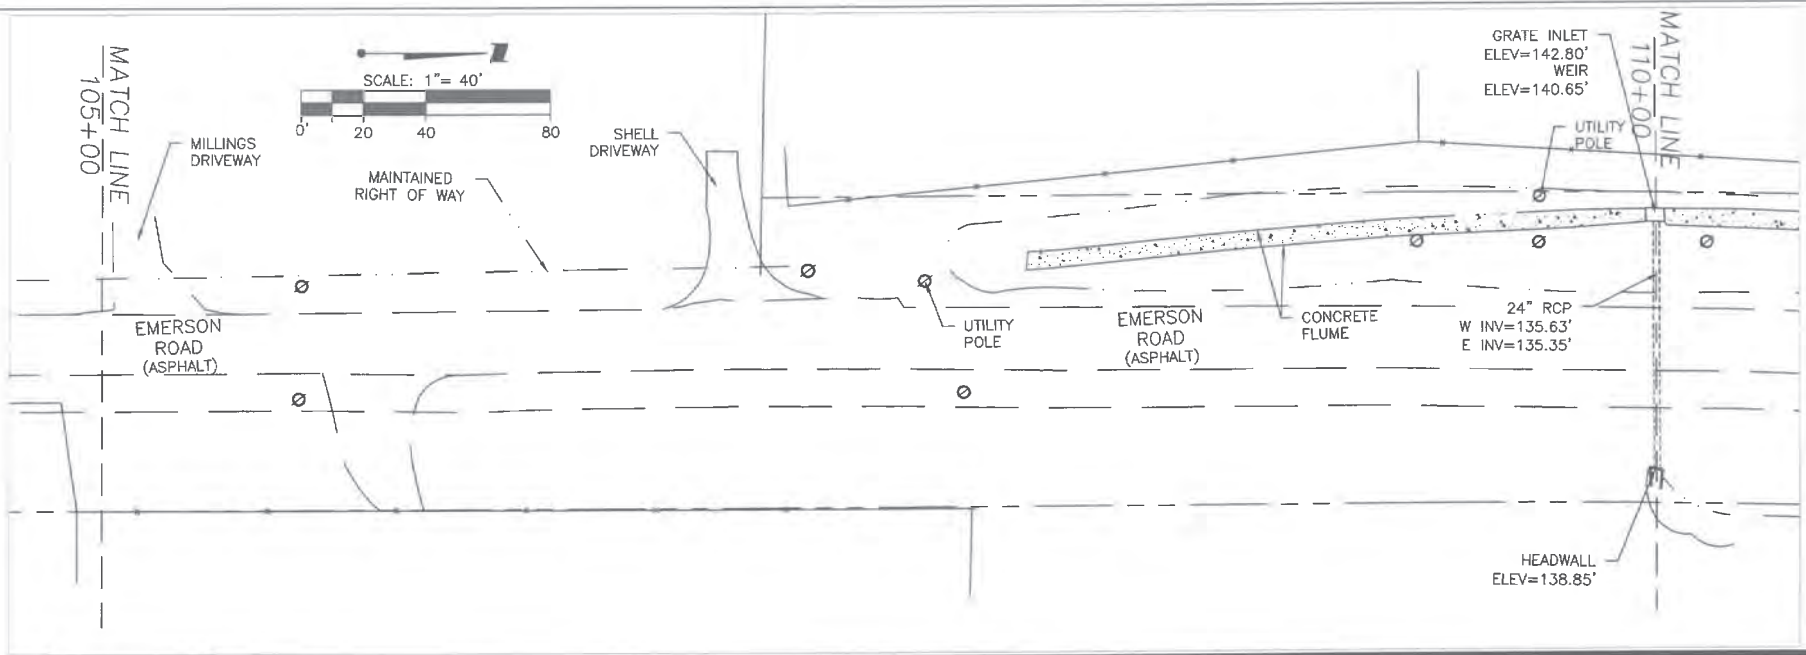 MATCH LINE
105+00
SCALE: 1"= 40'
0'
20
40
80
MILLINGS
DRIVEWAY
MAINTAINED
RIGHT OF WAY
SHELL
DRIVEWAY
GRATE INLET
ELEV=142.80'
WEIR
ELEV=140.65'
MATCH LINE
110+00
UTILITY
POLE
EMERSON
ROAD
(ASPHALT)
UTILITY
POLE
EMERSON
ROAD
(ASPHALT)
CONCRETE
FLUME
24" RCP
W INV=135.63'
E INV=135.35'
HEADWALL
ELEV=138.85'